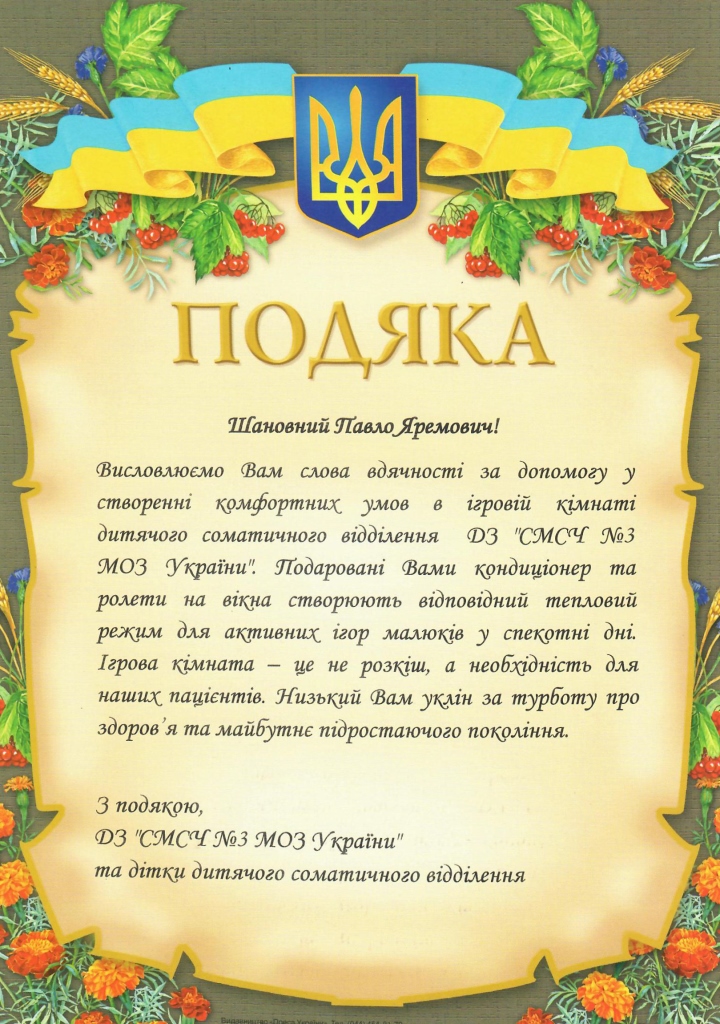 ПОДЯКА
Шановний Павло Яремович!
Висловлюємо Вам слова вдячності за допомогу у
створенні комфортних умов в ігровій кімнаті
дитячого соматичного відділення ДЗ "СМСЧ №3
МОЗ України". Подаровані Вами кондиціонер та
ролети на вікна створюють відповідний тепловий
режим для активних ігор малюків у спекотні дні.
Ігрова кімната – це не розкіш, а необхідність для
наших пацієнтів. Низький Вам уклін за турботу про
здоров'я та майбутнє підростаючого покоління.
З подякою,
ДЗ "СМСЧ №3 МОЗ України"
та дітки дитячого соматичного відділення